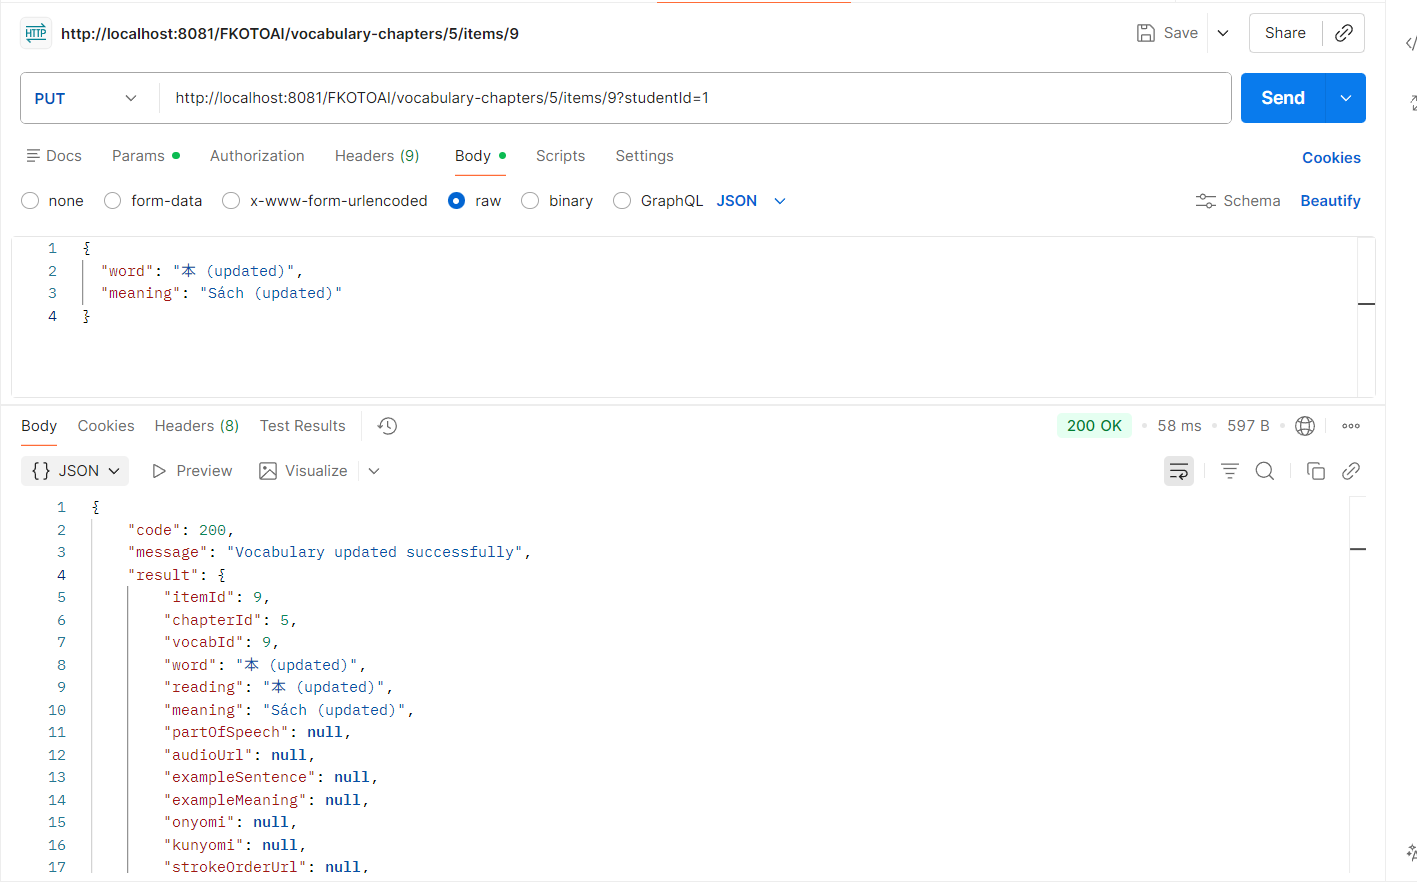 HTTP http://localhost:8081/FKOTOAI/vocabulary-chapters/5/items/9 Save Share
PUT http://localhost:8081/FKOTOAI/vocabulary-chapters/5/items/9?studentId=1 Send
Docs Params Authorization Headers (9) Body Scripts Settings Cookies
none form-data x-www-form-urlencoded raw binary GraphQL JSON Schema Beautify
1 {
2 "word": "本 (updated)",
3 "meaning": "Sách (updated)"
4 }
Body Cookies Headers (8) Test Results 200 OK 58 ms 597 B
{} JSON Preview Visualize
1 {
2 "code": 200,
3 "message": "Vocabulary updated successfully",
4 "result": {
5 "itemId": 9,
6 "chapterId": 5,
7 "vocabId": 9,
8 "word": "本 (updated)",
9 "reading": "本 (updated)",
10 "meaning": "Sách (updated)",
11 "partOfSpeech": null,
12 "audioUrl": null,
13 "exampleSentence": null,
14 "exampleMeaning": null,
15 "onyomi": null,
16 "kunyomi": null,
17 "strokeOrderUrl": null,